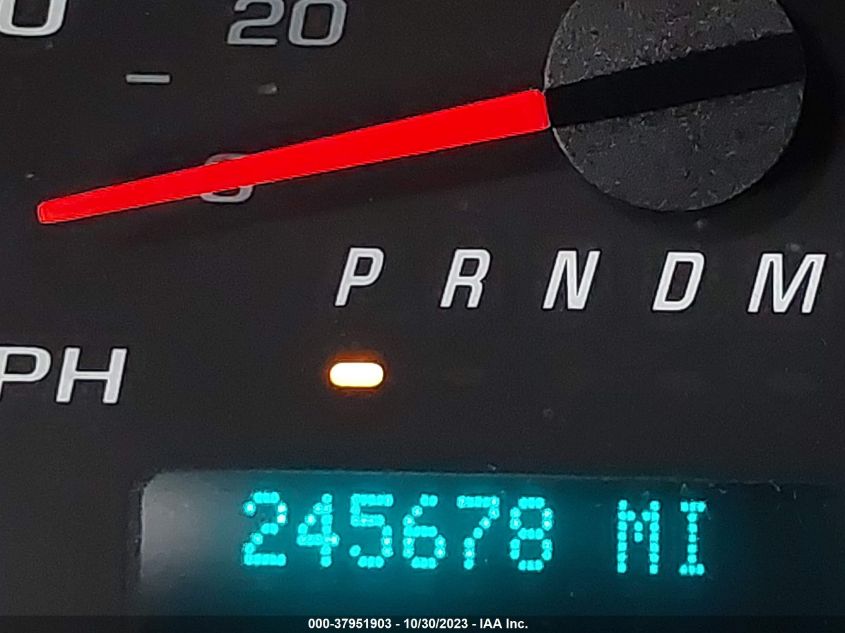 20
P R N D M
PH
245678 MI
000-37951903 - 10/30/2023 - IAA Inc.